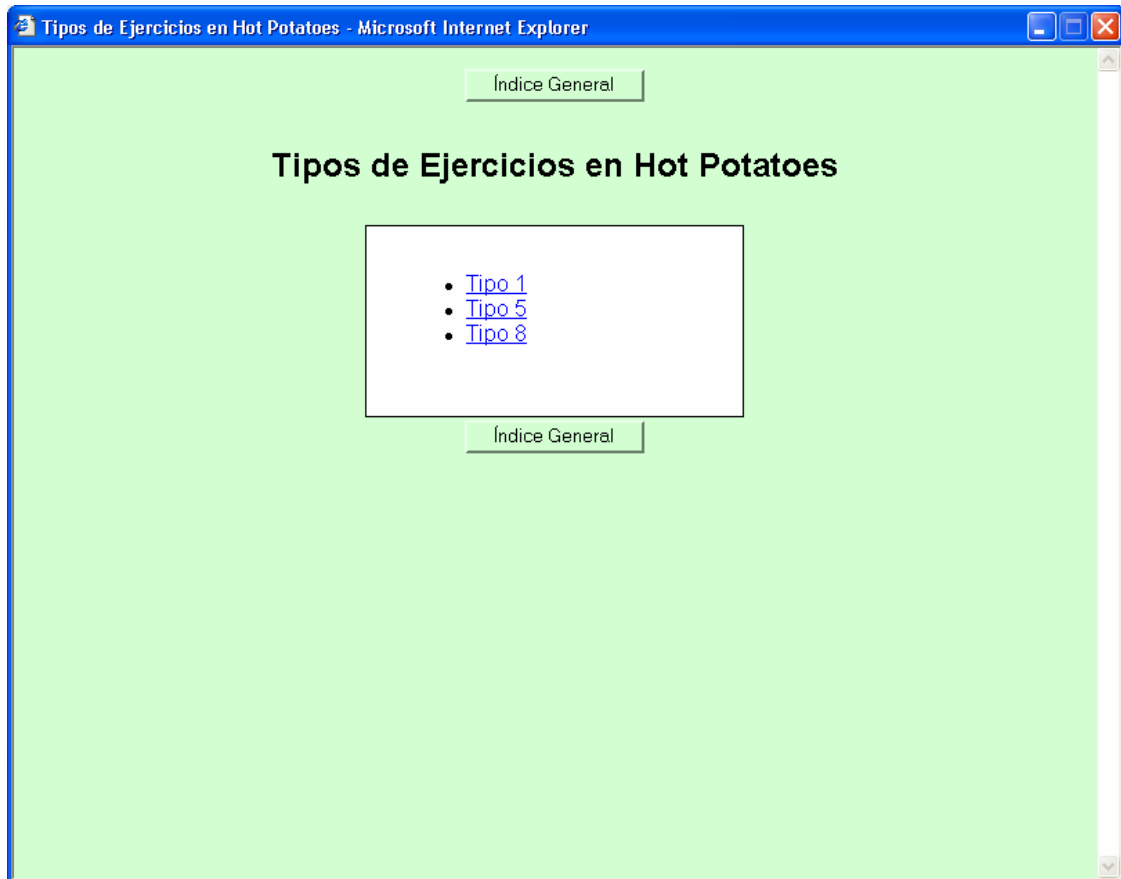 Tipos de Ejercicios en Hot Potatoes - Microsoft Internet Explorer
Índice General
Tipos de Ejercicios en Hot Potatoes
Tipo 1
Tipo 5
Tipo 8
Índice General